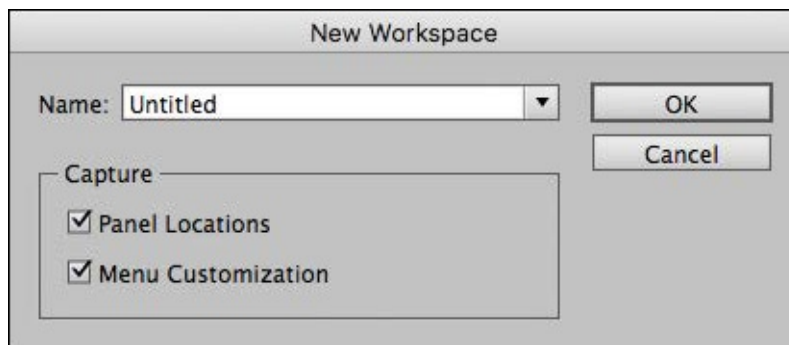 New Workspace
Name: Untitled
OK
Cancel
Capture
Panel Locations
Menu Customization